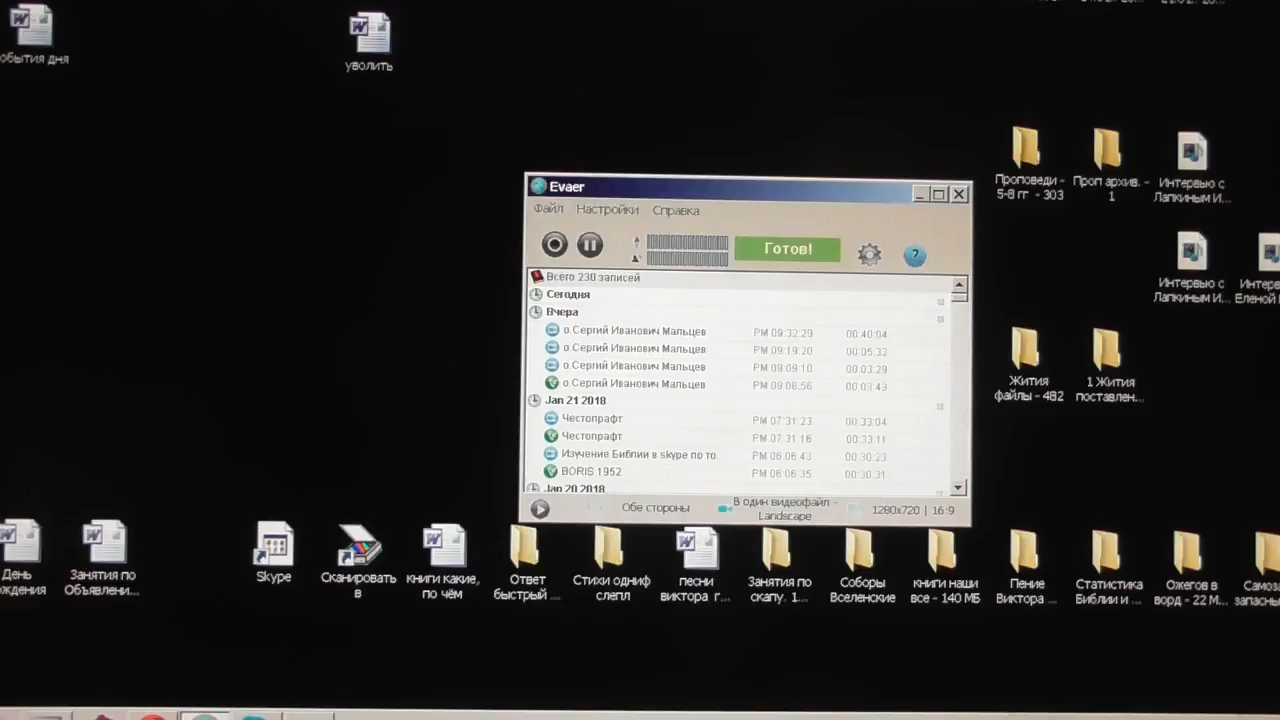 обытия дня
уволить
Проповеди -
5-8 гг - 303
Проп архив. -
1
Интервью с
Лапкиным И...
Интервью с
Лапкиным И...
Интерв
Еленой
Жития
файлы - 482
1 Жития
поставлен...
Evaer
Файл Настройки Справка
Готов!
?
Всего 230 записей
Сегодня
Вчера
о.Сергий Иванович Мальцев PM 09:32:29 00:40:04
о.Сергий Иванович Мальцев PM 09:19:20 00:05:32
о.Сергий Иванович Мальцев PM 09:09:10 00:03:29
о.Сергий Иванович Мальцев PM 09:08:56 00:03:43
Jan 21 2018
Честопрафт PM 07:31:23 00:33:04
Честопрафт PM 07:31:16 00:33:11
Изучение Библии в skype по то. PM 06:06:43 00:30:23
BORIS 1952 PM 06:06:35 00:30:31
Jan 20 2018
Обе стороны
В один видеофайл -
Landscape
1280x720 | 16:9
День
ждения
Занятия по
Объявлени...
Skype
Сканировать
в
книги какие,
по чём
Ответ
быстрый ...
Стихи одниф
слепл
песни
виктора г...
Занятия по
скапу. 1...
Соборы
Вселенские
книги наши
все - 140 МБ
Пение
Виктора ...
Статистика
Библии и ...
Ожегов в
ворд - 22 М...
Самоза
запасны